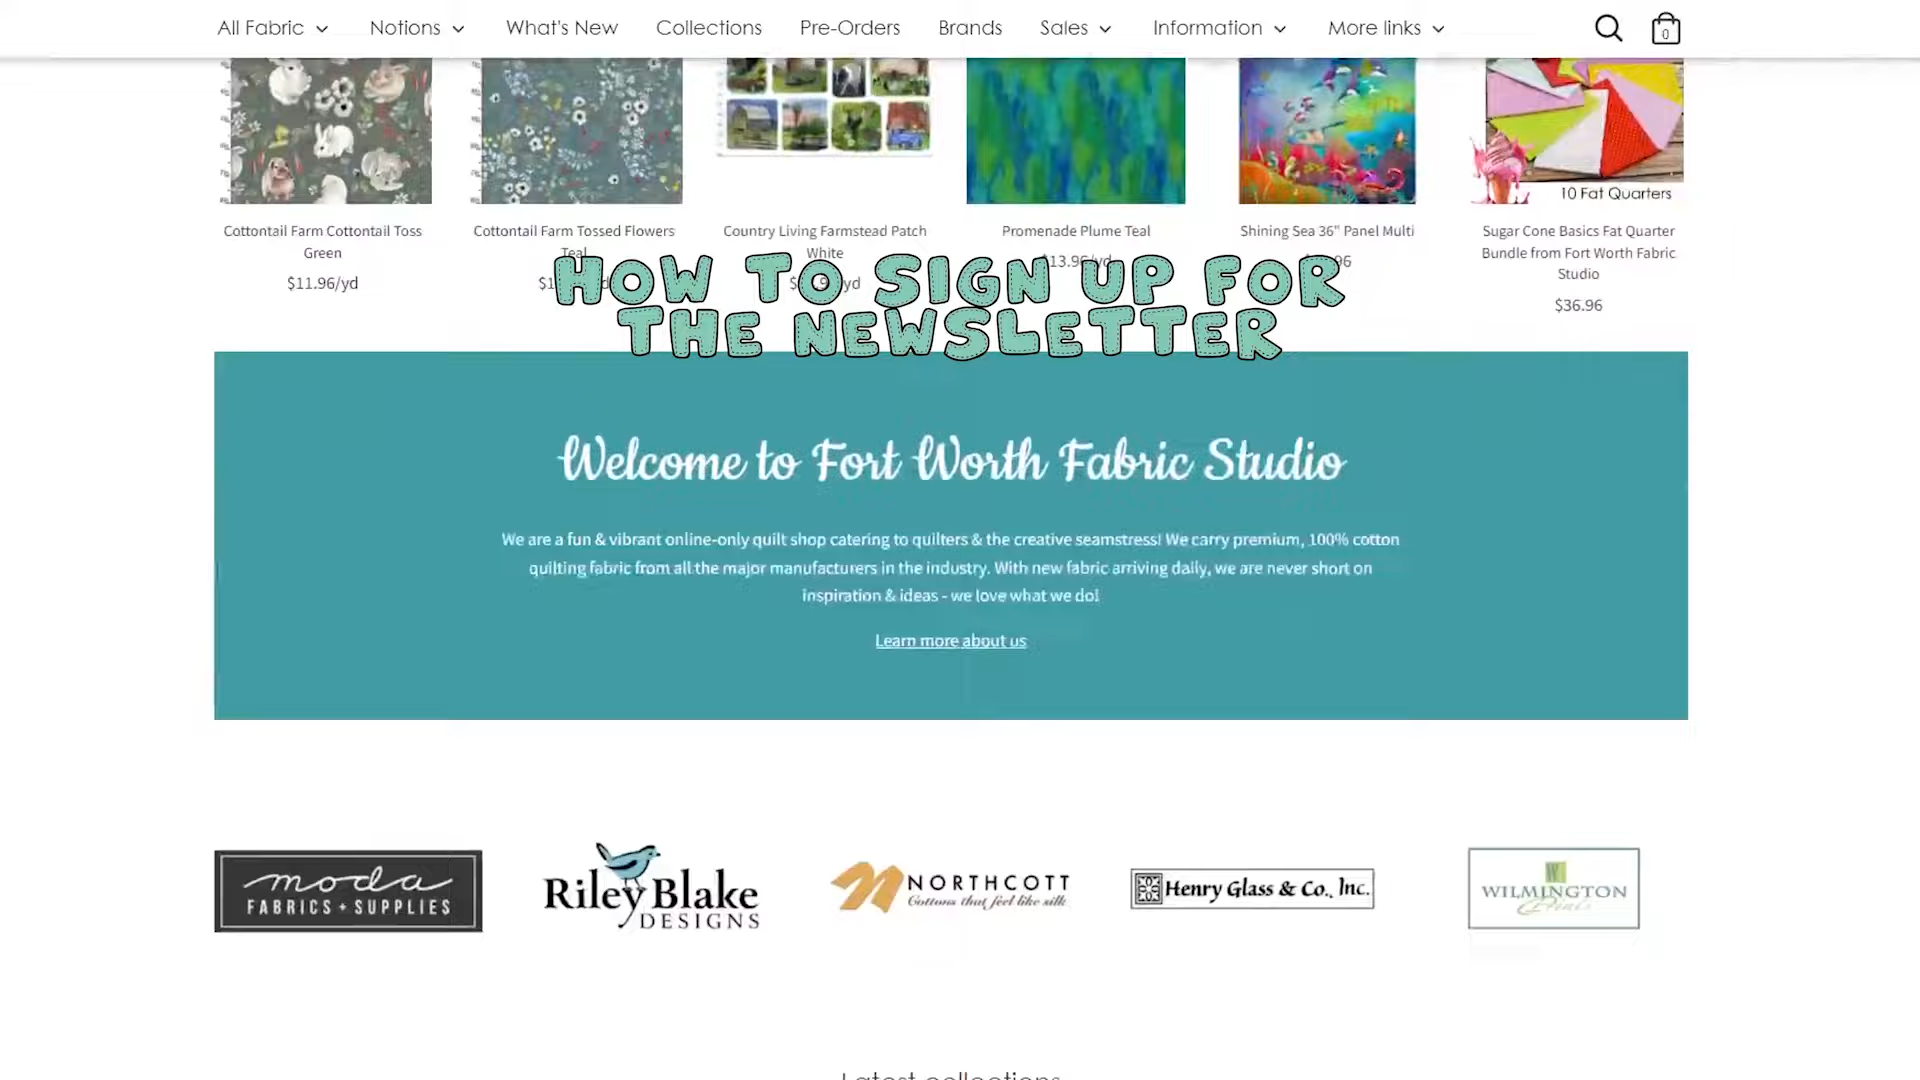 All Fabric
Notions
What's New
Collections
Pre-Orders
Brands
Sales
Information
More links
0
10 Fat Quarters
Cottontail Farm Cottontail Toss
Green
$11.96/yd
Cottontail Farm Tossed Flowers
Teal
Country Living Farmstead Patch
White
Promenade Plume Teal
Shining Sea 36" Panel Multi
Sugar Cone Basics Fat Quarter
Bundle from Fort Worth Fabric
Studio
$36.96
HOW TO SIGN UP FOR
THE NEWSLETTER
Welcome to Fort Worth Fabric Studio
We are a fun & vibrant online-only quilt shop catering to quilters & the creative seamstress! We carry premium, 100% cotton
quilting fabric from all the major manufacturers in the industry. With new fabric arriving daily, we are never short on
inspiration & ideas - we love what we do!
Learn more about us
moda
FABRICS + SUPPLIES
Riley Blake
DESIGNS
NORTHCOTT
Cottons that feel like silk
Henry Glass & Co., Inc.
WILMINGTON
Prints
Latest collections